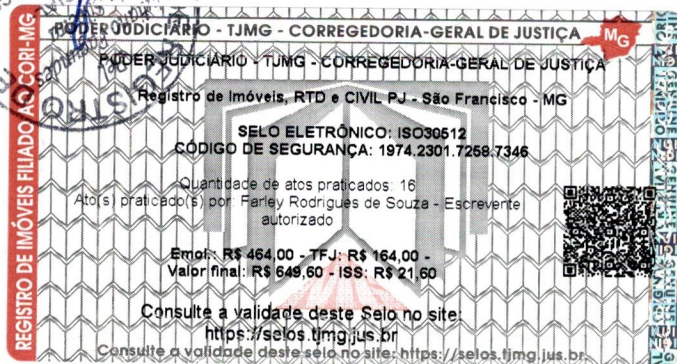 PODER JUDICIÁRIO - TJMG - CORREGEDORIA-GERAL DE JUSTIÇA
MG
PODER JUDICIÁRIO - TJMG - CORREGEDORIA-GERAL DE JUSTIÇA
Registro de Imóveis, RTD e CIVIL PJ - São Francisco - MG
SELO ELETRÔNICO: ISO30512
CÓDIGO DE SEGURANÇA: 1974.2301.7258.7346
Quantidade de atos praticados: 16
Ato(s) praticado(s) por: Farley Rodrigues de Souza - Escrevente
autorizado
Emol.: R$ 464,00 - TFJ: R$ 164,00 -
Valor final: R$ 649,60 - ISS: R$ 21,60
Consulte a validade deste Selo no site:
https://selos.tjmg.jus.br
Consulte a validade deste selo no site: https://selos.tjmg.jus.br
REGISTRO DE IMÓVEIS FILIADO AO CORI-MG
REGISTRO